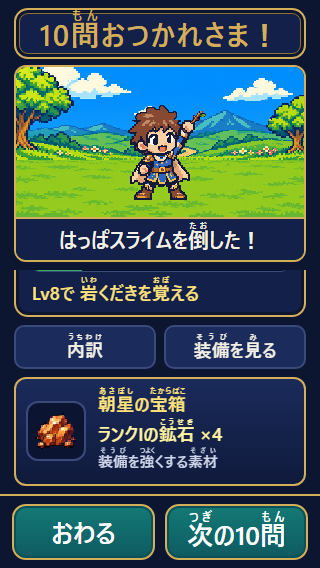 10問おつかれさま！
はっぱスライムを倒した！
Lv8で 岩くだきを覚える
内訳
装備を見る
朝星の宝箱
ランクIの鉱石 ×4
装備を強くする素材
おわる
次の10問